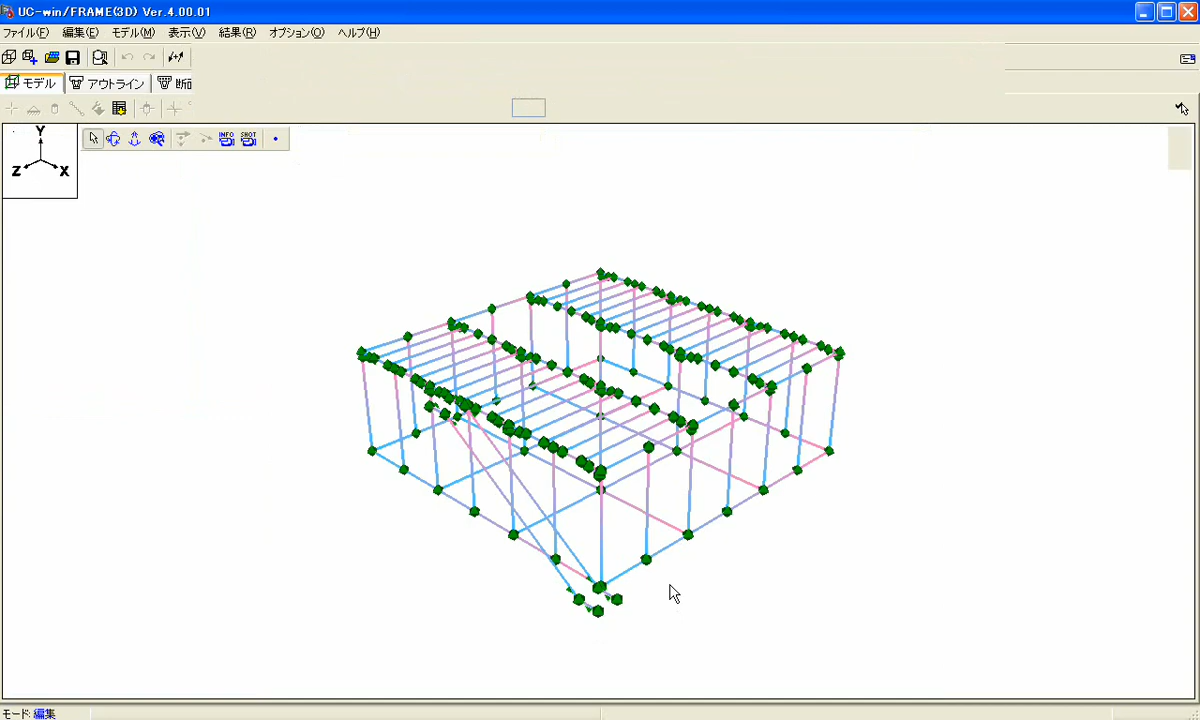 UC-win/FRAME(3D) Ver.4.00.01
ファイル(F) 編集(E) モデル(M) 表示(V) 結果(R) オプション(O) ヘルプ(H)
モデル アウトライン 断面
Y
Z X
INFO SHOT
モード: 編集